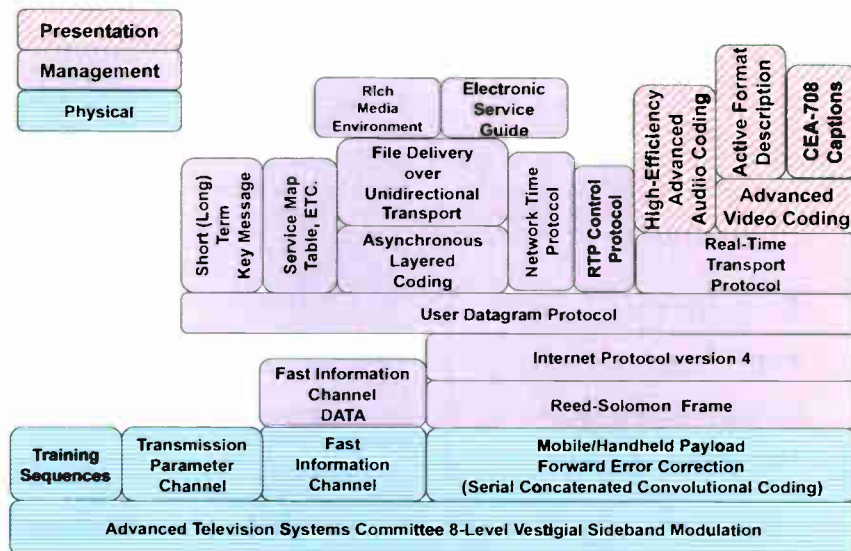 Presentation
Management
Physical
Rich
Media
Environment
Electronic
Service
Guide
High-Efficiency
Advanced
Audiio Coding
Active Format
Description
CEA-708
Captions
Short (Long)
Term
Key Message
Service Map
Table, ETC.
File Delivery
over
Unidirectional
Transport
Network Time
Protocol
RTP Control
Protocol
Advanced
Video Coding
Asynchronous
Layered
Coding
Real-Time
Transport
Protocol
User Datagram Protocol
Internet Protocol version 4
Fast Information
Channel
DATA
Reed-Solomon Frame
Training
Sequences
Transmission
Parameter
Channel
Fast
Information
Channel
Mobile/Handheld Payload
Forward Error Correction
(Serial Concatenated Convolutional Coding)
Advanced Television Systems Committee 8-Level Vestigial Sideband Modulation